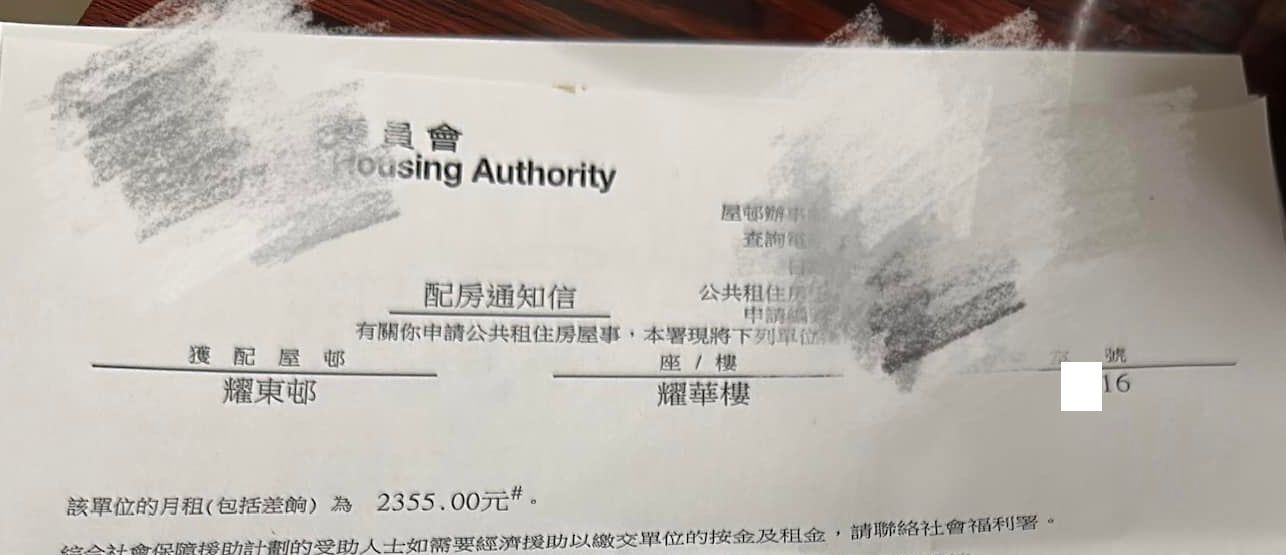 員會
Housing Authority
屋邨辦事
查詢電
日
公共租住房
申請編
配房通知信
有關你申請公共租住房屋事，本署現將下列單位
獲配屋邨 座/樓 號
耀東邨 耀華樓 16
該單位的月租(包括差餉) 為 2355.00元#。
綜合社會保障援助計劃的受助人士如需要經濟援助以繳交單位的按金及租金，請聯絡社會福利署。